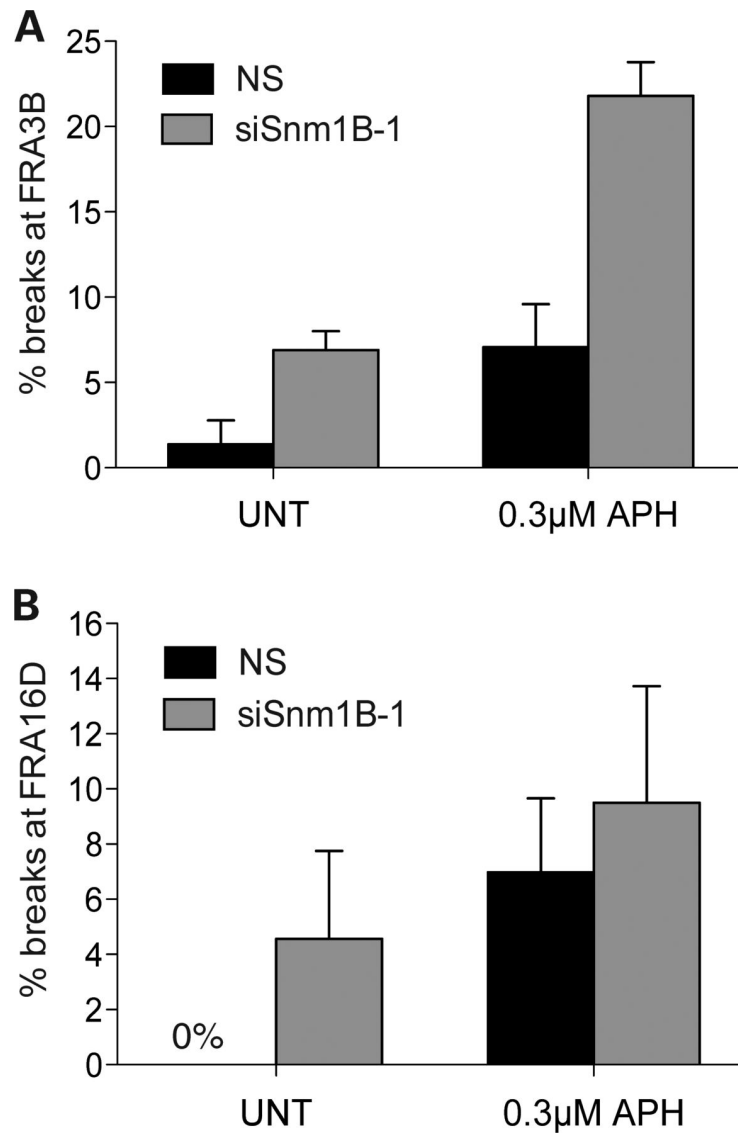 A
% breaks at FRA3B
25
20
15
10
5
0
NS
siSnm1B-1
UNT
0.3µM APH
B
% breaks at FRA16D
16
14
12
10
8
6
4
2
0
NS
siSnm1B-1
0%
UNT
0.3µM APH